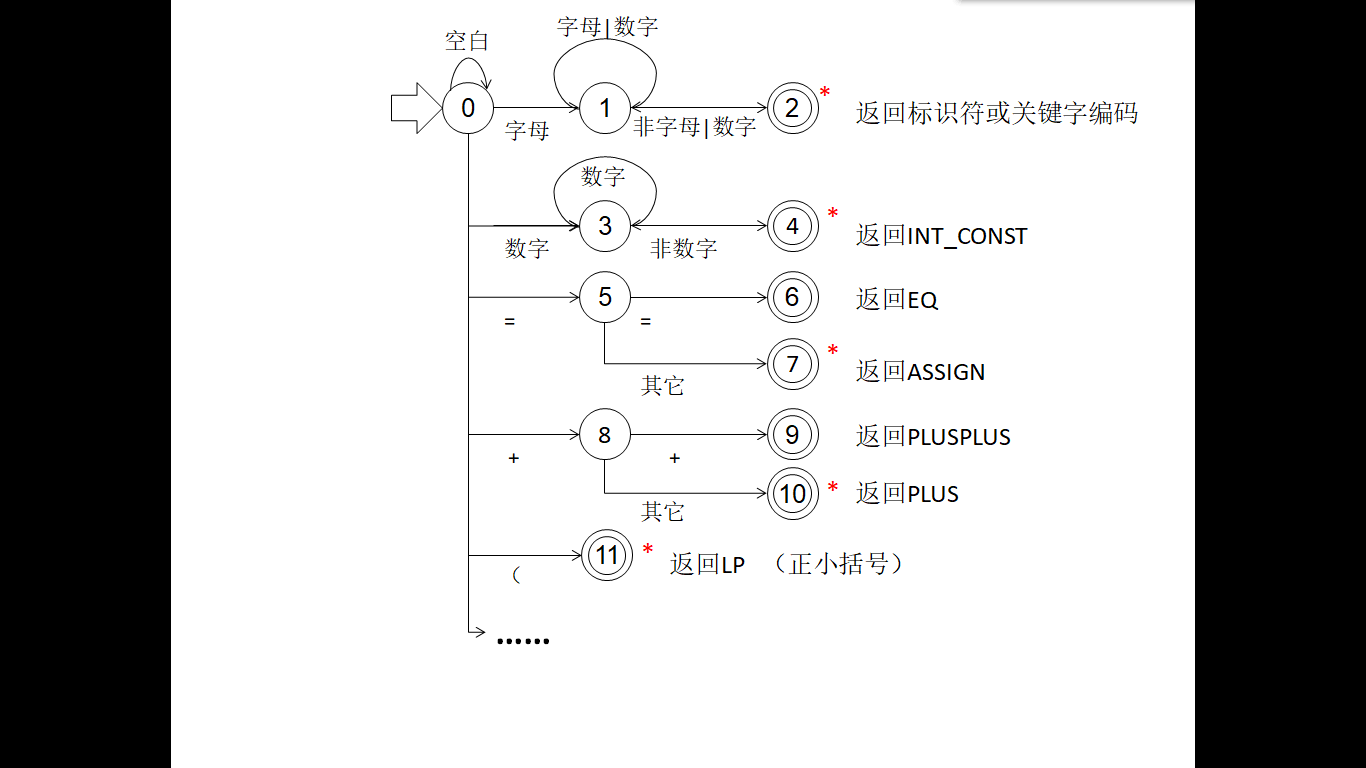 空白
字母|数字
0
1
2
*
字母
非字母|数字
返回标识符或关键字编码
数字
3
4
*
数字
非数字
返回INT_CONST
5
6
返回EQ
=
=
7
*
返回ASSIGN
其它
8
9
返回PLUSPLUS
+
+
10
*
返回PLUS
其它
11
*
返回LP （正小括号）
（
......